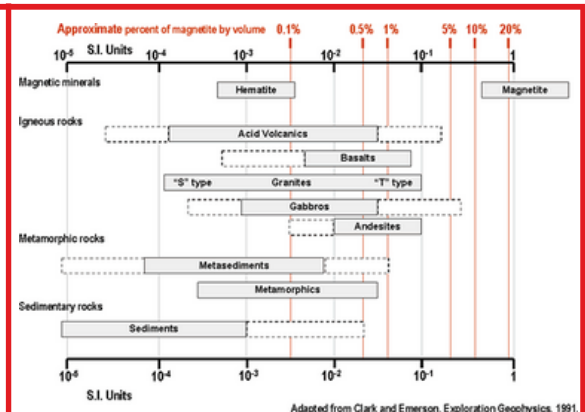 Approximate percent of magnetite by volume 0.1% 0.5% 1% 5% 10% 20%
10⁻⁵ S.I. Units 10⁻⁴ 10⁻³ 10⁻² 10⁻¹ 1
Magnetic minerals
Hematite Magnetite
Igneous rocks
Acid Volcanics
Basalts
"S" type Granites "T" type
Gabbros
Andesites
Metamorphic rocks
Metasediments
Metamorphics
Sedimentary rocks
Sediments
10⁻⁵ 10⁻⁴ 10⁻³ 10⁻² 10⁻¹ 1
S.I. Units
Adapted from Clark and Emerson, Exploration Geophysics, 1991.